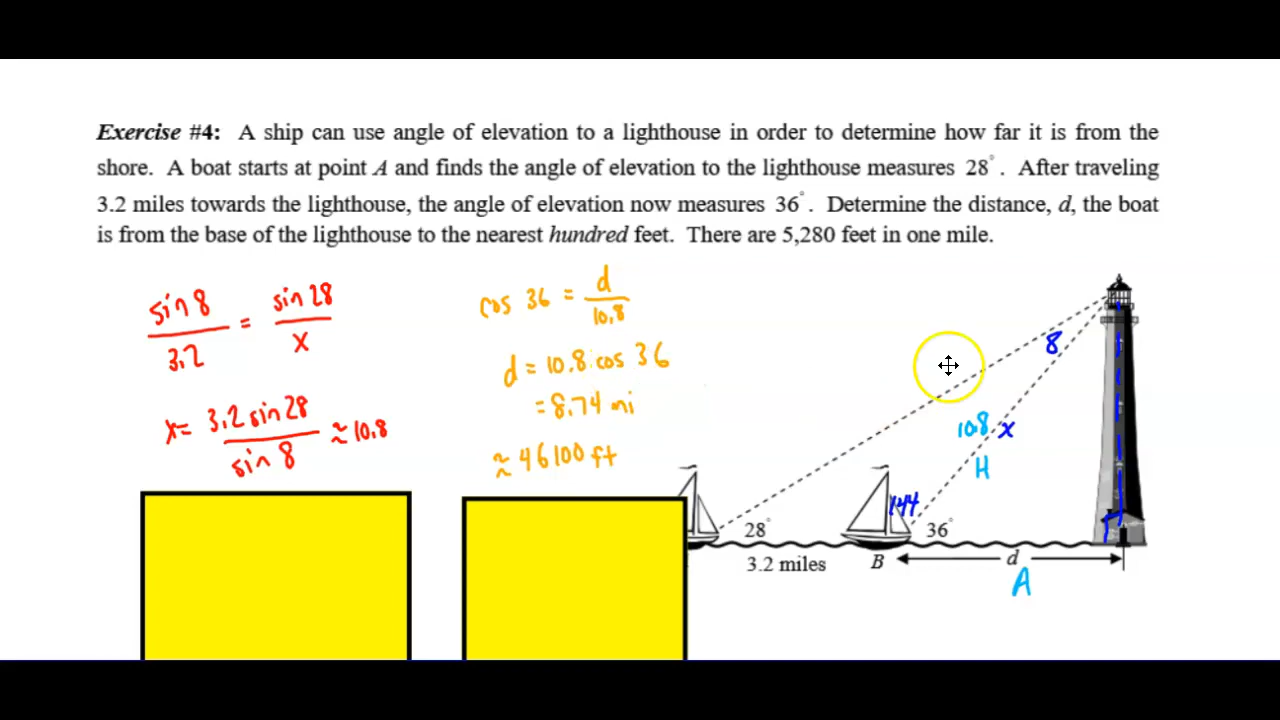 Exercise #4: A ship can use angle of elevation to a lighthouse in order to determine how far it is from the
shore. A boat starts at point A and finds the angle of elevation to the lighthouse measures 28°. After traveling
3.2 miles towards the lighthouse, the angle of elevation now measures 36°. Determine the distance, d, the boat
is from the base of the lighthouse to the nearest hundred feet. There are 5,280 feet in one mile.
sin 8 / 3.2 = sin 28 / x
x = 3.2 sin 28 / sin 8 ≈ 10.8
cos 36 = d / 10.8
d = 10.8 · cos 36
= 8.74 mi
≈ 46100 ft
8
10.8 x
H
144
28° 36°
3.2 miles B d
A